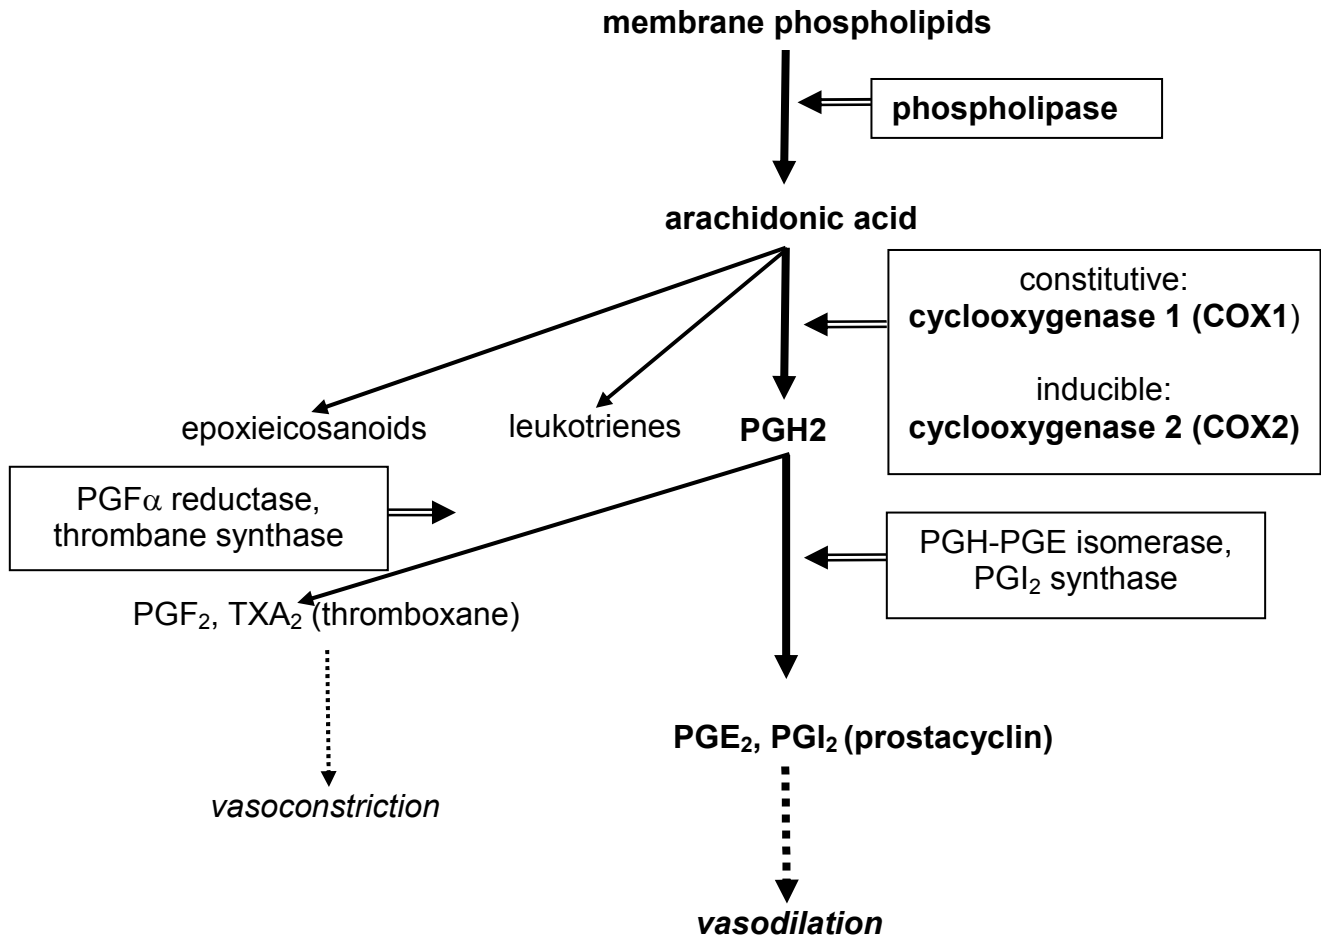 membrane phospholipids
phospholipase
arachidonic acid
constitutive:
cyclooxygenase 1 (COX1)
inducible:
cyclooxygenase 2 (COX2)
epoxieicosanoids
leukotrienes
PGH2
PGFα reductase,
thrombane synthase
PGH-PGE isomerase,
PGI₂ synthase
PGF₂, TXA₂ (thromboxane)
PGE₂, PGI₂ (prostacyclin)
vasoconstriction
vasodilation